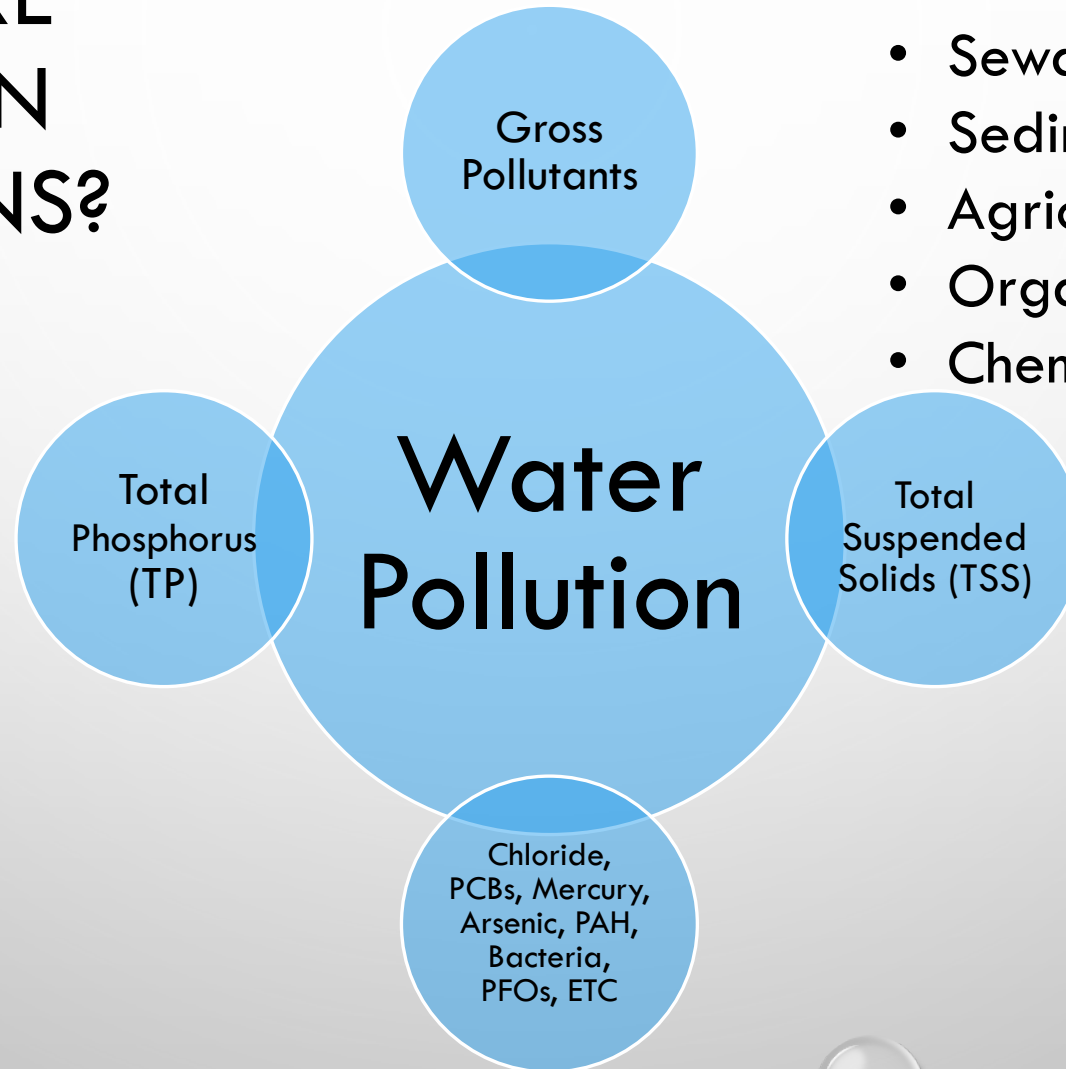 NS?
Gross
Pollutants
•
•
•
•
•
Water
Pollution
Total
Phosphorus
(TP)
Total
Suspended
Solids (TSS)
Chloride,
PCBs, Mercury,
Arsenic, PAH,
Bacteria,
PFOs, ETC